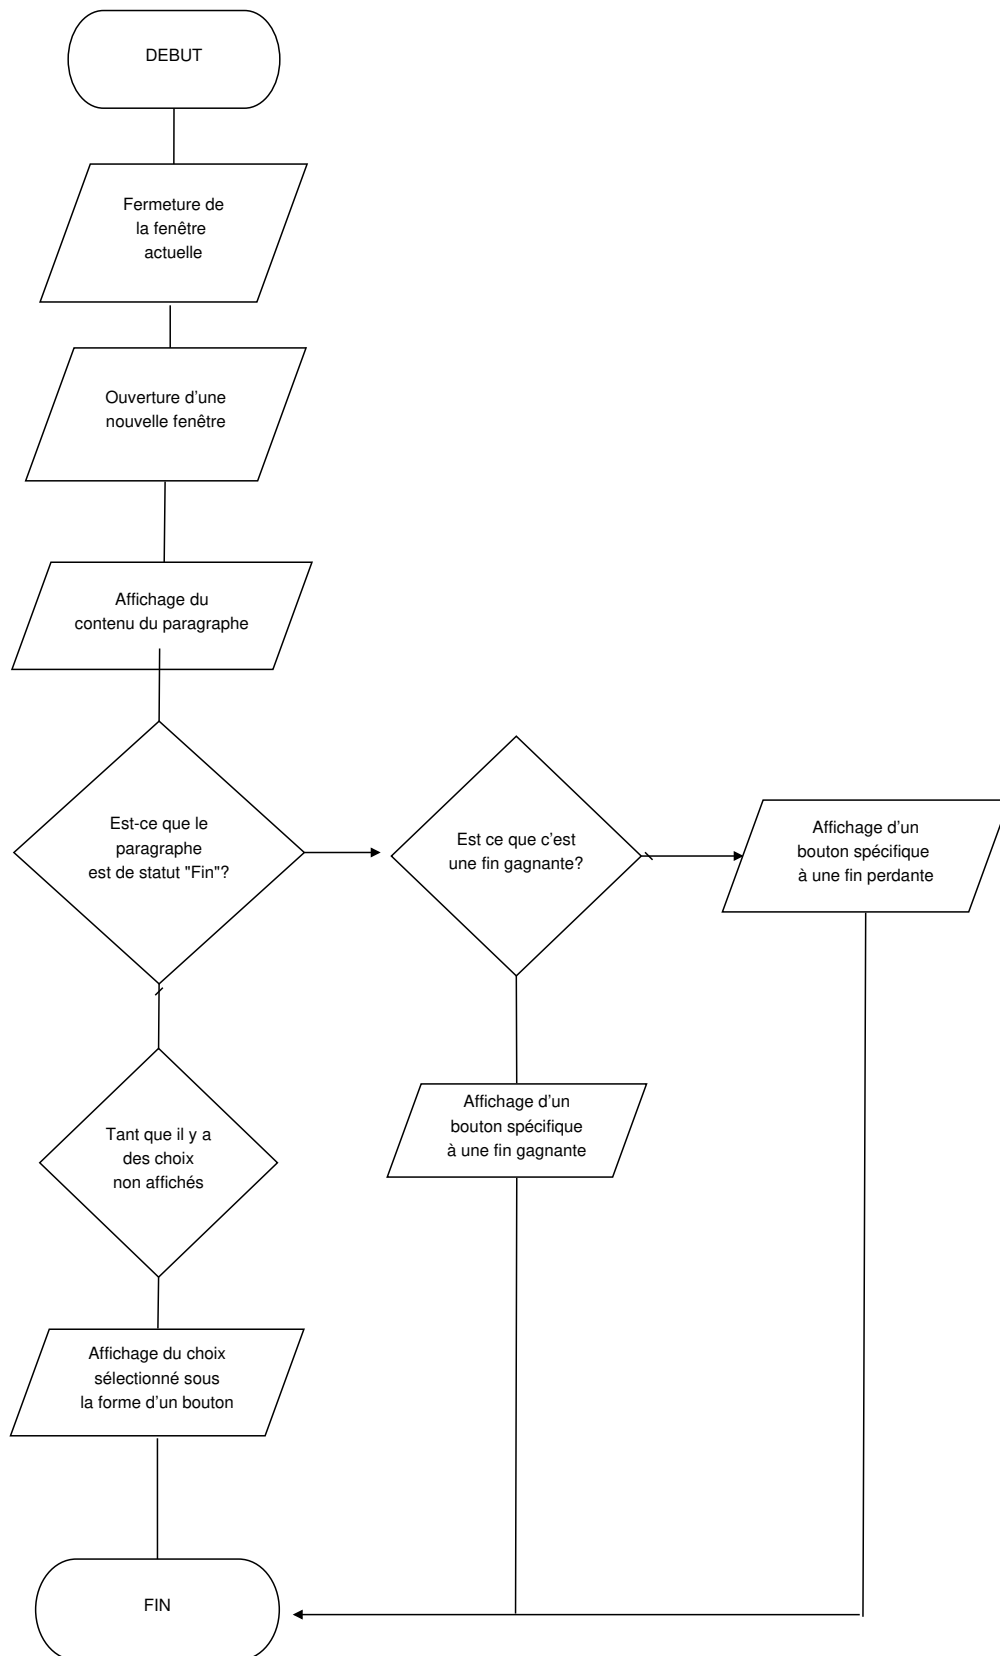 DEBUT
Fermeture de
la fenêtre
actuelle
Ouverture d'une
nouvelle fenêtre
Affichage du
contenu du paragraphe
Est-ce que le
paragraphe
est de statut "Fin"?
Est ce que c'est
une fin gagnante?
Affichage d'un
bouton spécifique
à une fin perdante
Tant que il y a
des choix
non affichés
Affichage d'un
bouton spécifique
à une fin gagnante
Affichage du choix
sélectionné sous
la forme d'un bouton
FIN